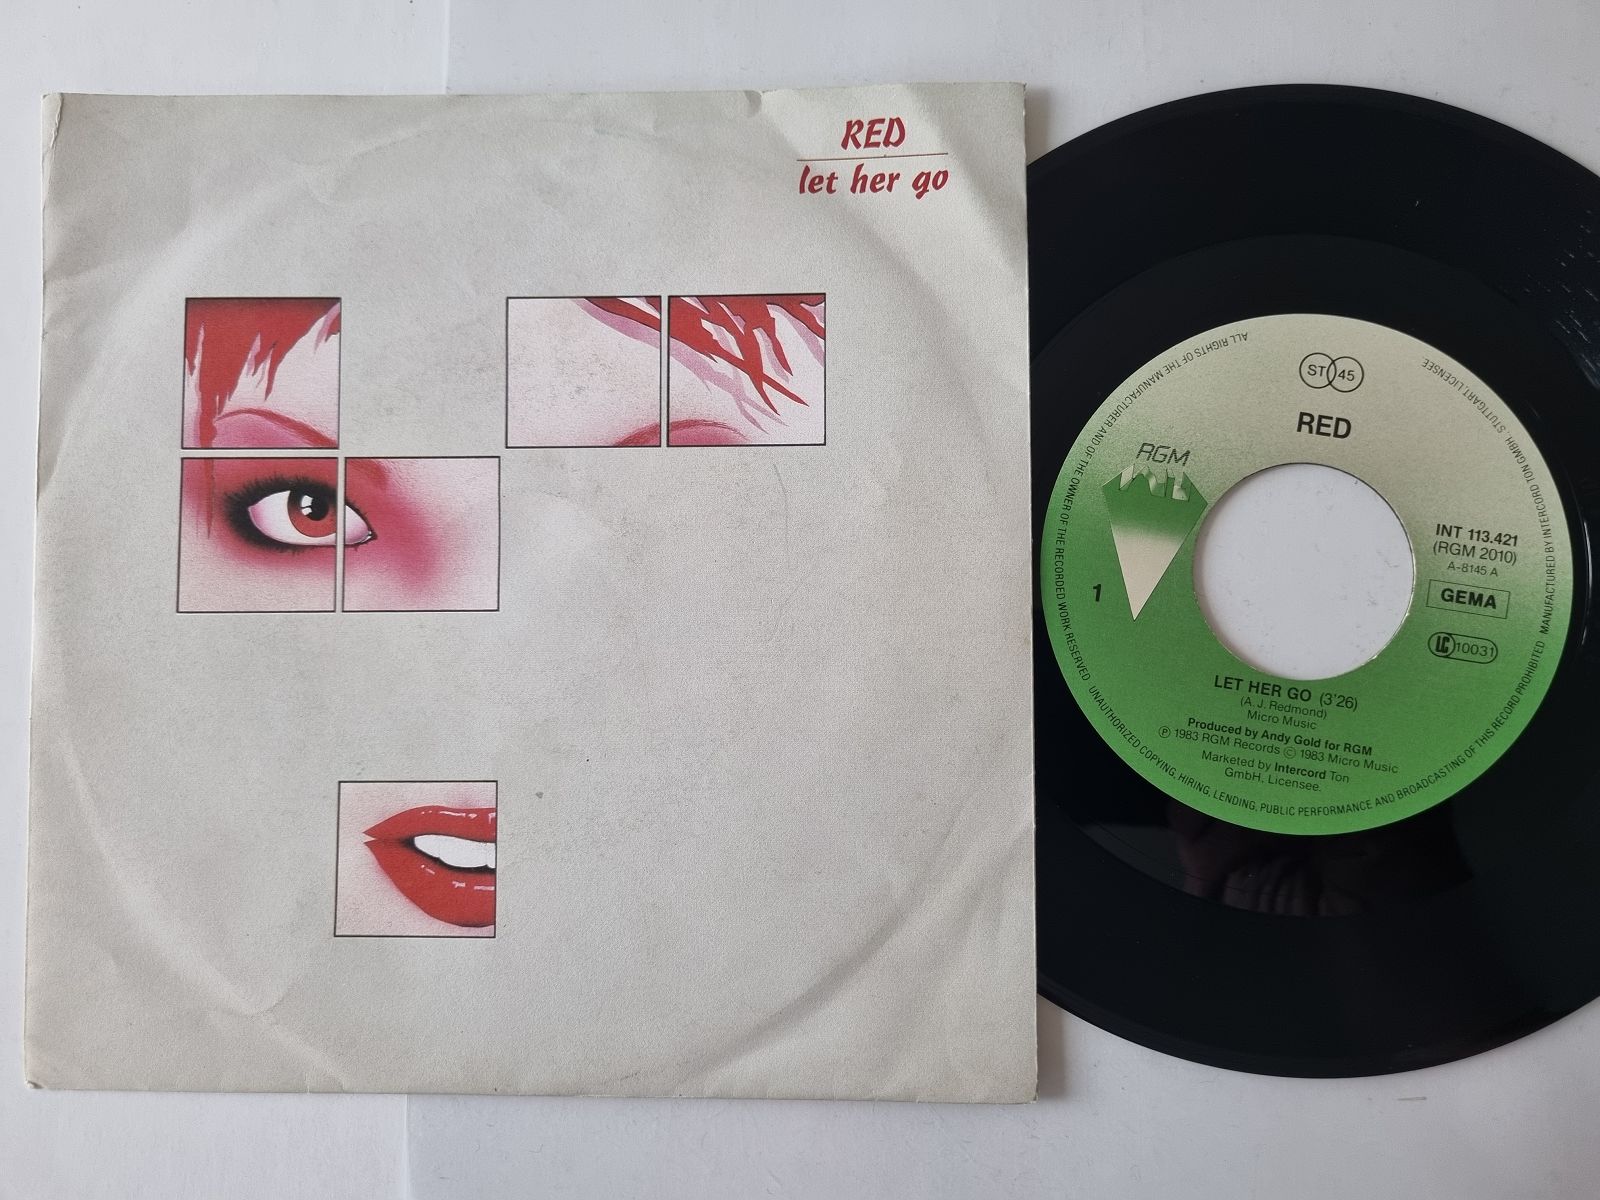 RED
let her go
ST 45
RED
RGM
INT 113.421
(RGM 2010)
A-8145 A
GEMA
LC 10031
1
LET HER GO (3'26)
(A. J. Redmond)
Micro Music
Produced by Andy Gold for RGM
Ⓟ 1983 RGM Records © 1983 Micro Music
Marketed by Intercord Ton
GmbH, Licensee.
ALL RIGHTS OF THE MANUFACTURER AND OF THE OWNER OF THE RECORDED WORK RESERVED UNAUTHORIZED COPYING, HIRING, LENDING, PUBLIC PERFORMANCE AND BROADCASTING OF THIS RECORD PROHIBITED MANUFACTURED BY INTERCORD TON GMBH, STUTTGART, LICENSEE